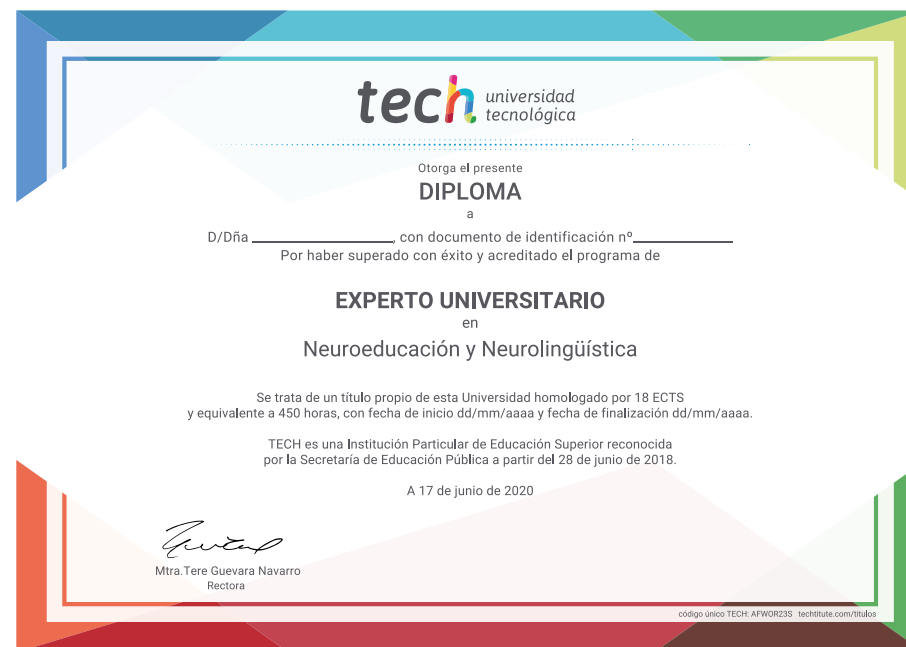 tech universidad
tecnológica
Otorga el presente
DIPLOMA
a
D/Dña ____________________, con documento de identificación nº______________
Por haber superado con éxito y acreditado el programa de
EXPERTO UNIVERSITARIO
en
Neuroeducación y Neurolingüística
Se trata de un título propio de esta Universidad homologado por 18 ECTS
y equivalente a 450 horas, con fecha de inicio dd/mm/aaaa y fecha de finalización dd/mm/aaaa.
TECH es una Institución Particular de Educación Superior reconocida
por la Secretaría de Educación Pública a partir del 28 de junio de 2018.
A 17 de junio de 2020
Mtra.Tere Guevara Navarro
Rectora
código único TECH: AFWOR23S techtitute.com/titulos